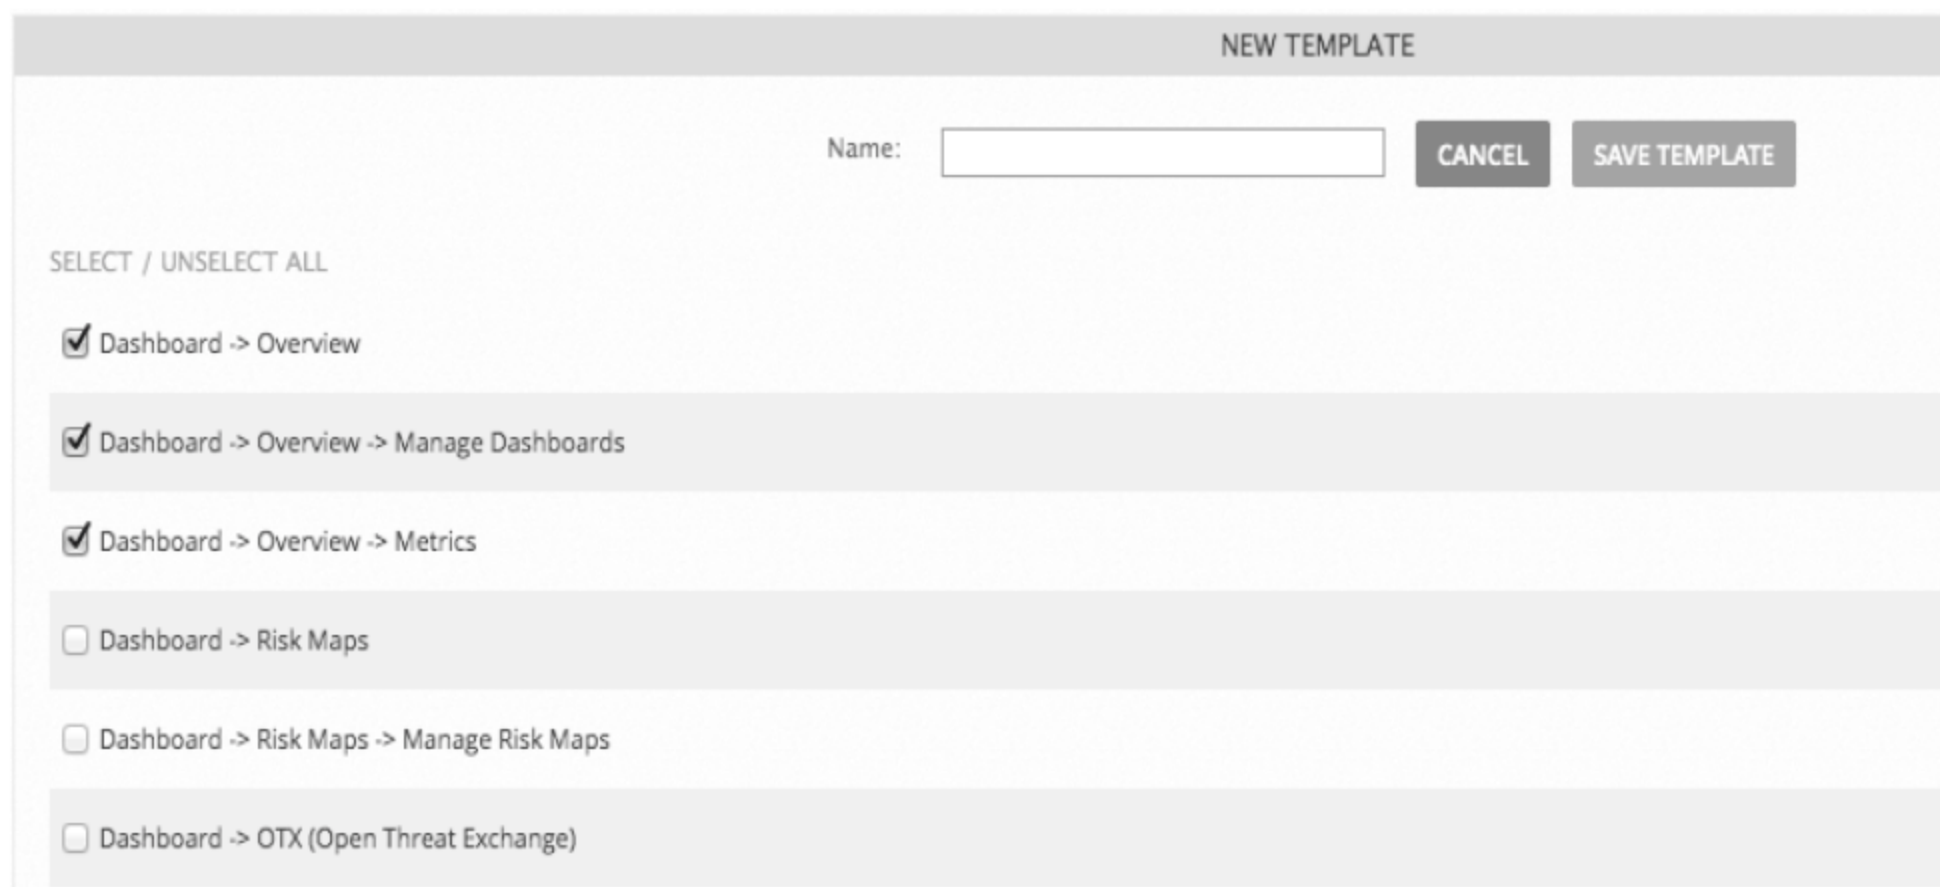 NEW TEMPLATE
Name:
CANCEL
SAVE TEMPLATE
SELECT / UNSELECT ALL
Dashboard -> Overview
Dashboard -> Overview -> Manage Dashboards
Dashboard -> Overview -> Metrics
Dashboard -> Risk Maps
Dashboard -> Risk Maps -> Manage Risk Maps
Dashboard -> OTX (Open Threat Exchange)